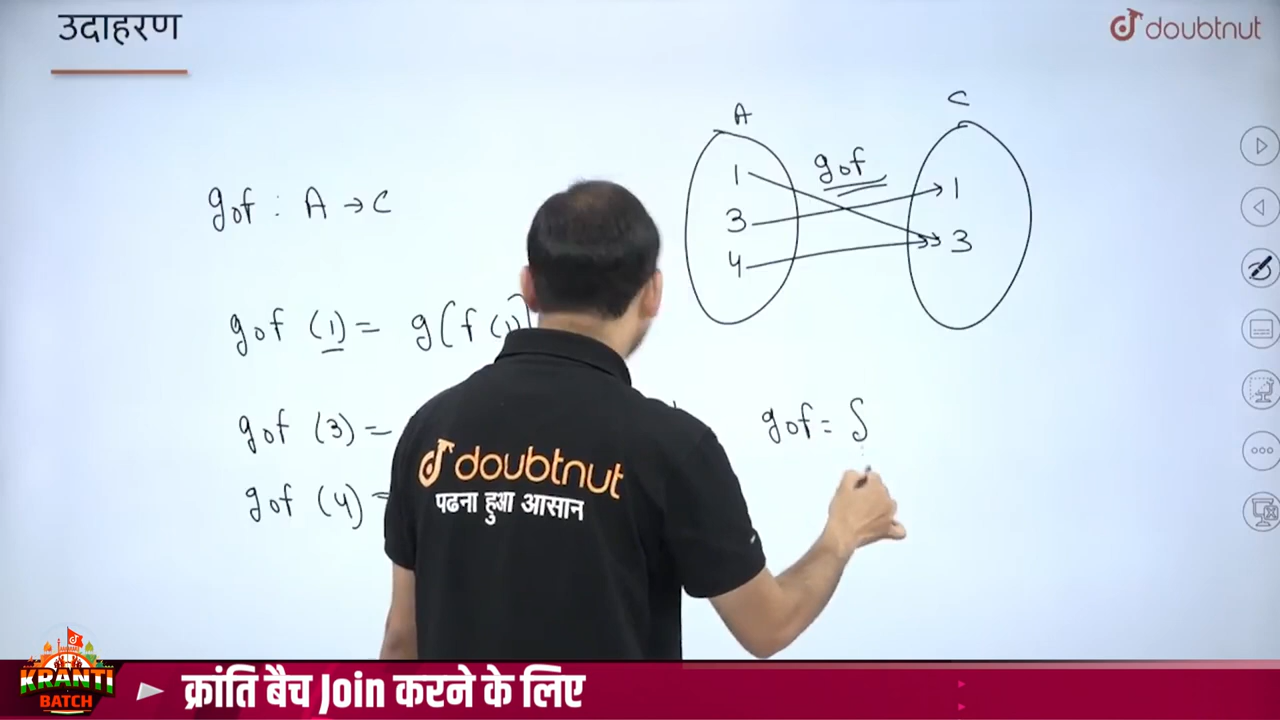 उदाहरण
doubtnut
A
C
gof
1
3
4
1
3
gof : A → C
gof (1) = g(f(1)
gof (3) =
gof = {
gof (4) =
doubtnut
पढना हुआ आसान
KRANTI
BATCH
क्रांति बैच Join करने के लिए